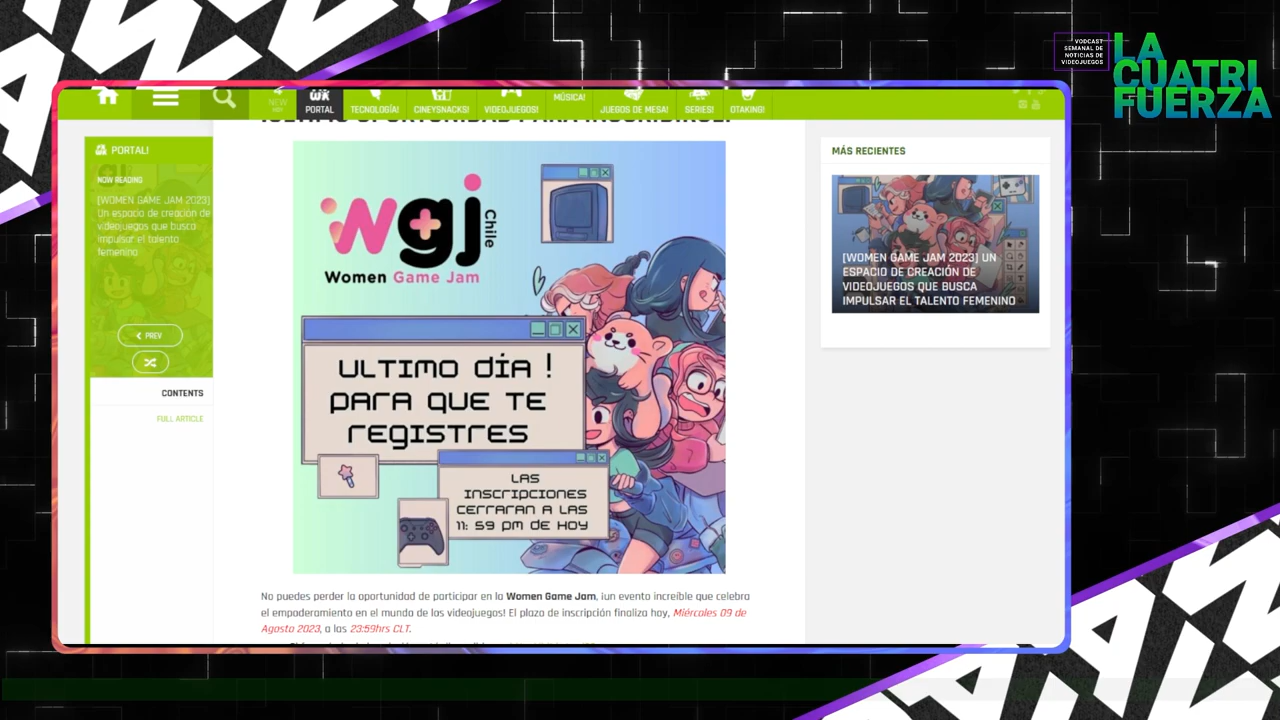 VODCAST
SEMANAL DE
NOTICIAS DE
VIDEOJUEGOS
LA
CUATRI
FUERZA
NEW
PORTAL
TECNOLOGÍA!
CINEYSNACKS!
VIDEOJUEGOS!
MÚSICA!
JUEGOS DE MESA!
SERIES!
OTAKING!
PORTAL!
NOW READING
[WOMEN GAME JAM 2023]
Un espacio de creación de
videojuegos que busca
impulsar el talento
femenino
PREV
CONTENTS
FULL ARTICLE
wgj
Chile
Women Game Jam
ULTIMO DÍA !
PARA QUE TE
REGISTRES
LAS
INSCRIPCIONES
CERRARAN A LAS
11: 59 PM DE HOY
No puedes perder la oportunidad de participar en la Women Game Jam, ¡un evento increíble que celebra
el empoderamiento en el mundo de los videojuegos! El plazo de inscripción finaliza hoy, Miércoles 09 de
Agosto 2023, a las 23:59hrs CLT.
MÁS RECIENTES
[WOMEN GAME JAM 2023] UN
ESPACIO DE CREACIÓN DE
VIDEOJUEGOS QUE BUSCA
IMPULSAR EL TALENTO FEMENINO